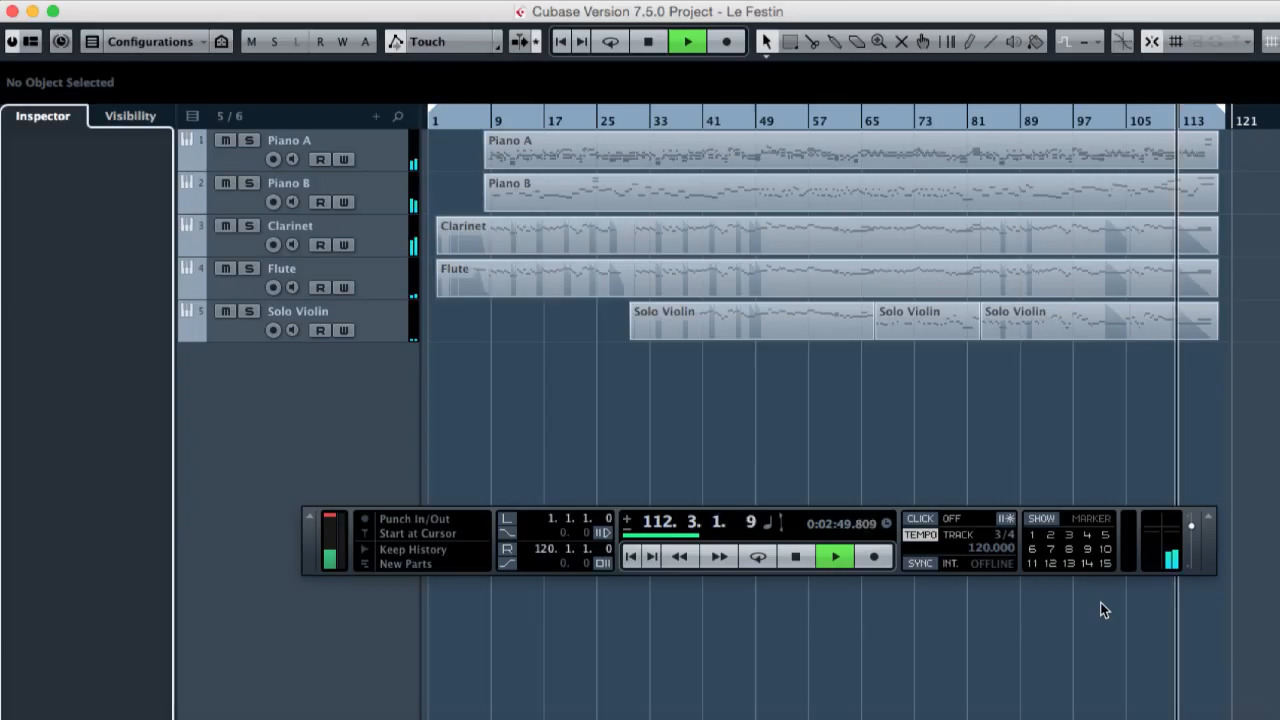 Cubase Version 7.5.0 Project - Le Festin
Configurations M S L R W A Touch
No Object Selected
Inspector Visibility 5 / 6 + 1 9 17 25 33 41 49 57 65 73 81 89 97 105 113 121
1 m S Piano A
R W
Piano A
2 m S Piano B
R W
Piano B
3 m S Clarinet
R W
Clarinet
4 m S Flute
R W
Flute
5 m S Solo Violin
R W
Solo Violin Solo Violin Solo Violin
Punch In/Out
Start at Cursor
Keep History
New Parts
L 1. 1. 1. 0
0. 0
R 120. 1. 1. 0
0. 0
+ 112. 3. 1. 9 0:02:49.809
CLICK OFF
TEMPO TRACK 3/4
120.000
SYNC INT. OFFLINE
SHOW MARKER
1 2 3 4 5
6 7 8 9 10
11 12 13 14 15